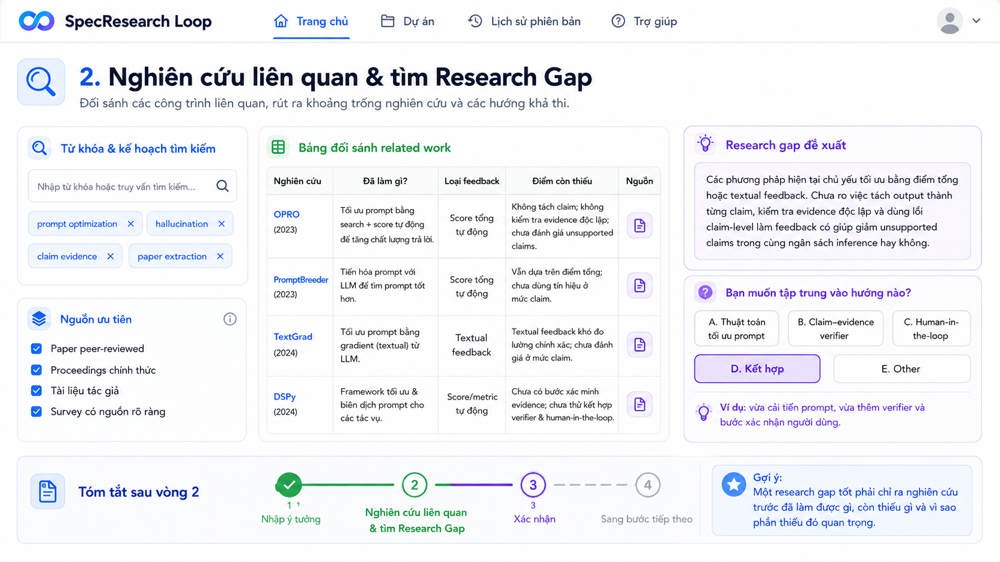 SpecResearch Loop
Trang chủ
Dự án
Lịch sử phiên bản
Trợ giúp
2. Nghiên cứu liên quan & tìm Research Gap
Đối sánh các công trình liên quan, rút ra khoảng trống nghiên cứu và các hướng khả thi.
Từ khóa & kế hoạch tìm kiếm
Nhập từ khóa hoặc truy vấn tìm kiếm...
prompt optimization ×
hallucination ×
claim evidence ×
paper extraction ×
Nguồn ưu tiên
Paper peer-reviewed
Proceedings chính thức
Tài liệu tác giả
Survey có nguồn rõ ràng
Bảng đối sánh related work
Nghiên cứu
Đã làm gì?
Loại feedback
Điểm còn thiếu
Nguồn
OPRO
(2023)
Tối ưu prompt bằng
search + score tự động
để tăng chất lượng trả lời.
Score tổng
tự động
Không tách claim; không
kiểm tra evidence độc lập;
chưa đánh giá unsupported
claims.
PromptBreeder
(2023)
Tiến hóa prompt với
LLM để tìm prompt tốt
hơn.
Score tổng
tự động
Vẫn dựa trên điểm tổng;
chưa dùng tín hiệu ở
mức claim.
TextGrad
(2024)
Tối ưu prompt bằng
gradient (textual) từ
LLM.
Textual
feedback
Textual feedback khó đo
lường chính xác; chưa đánh
giá ở mức claim.
DSPy
(2024)
Framework tối ưu &
biên dịch prompt cho
các tác vụ.
Score/metric
tự động
Chưa có bước xác minh
evidence; chưa thử kết hợp
verifier & human-in-the-loop.
Research gap đề xuất
Các phương pháp hiện tại chủ yếu tối ưu bằng điểm tổng
hoặc textual feedback. Chưa ro việc tách output thành
từng claim, kiểm tra evidence độc lập và dùng lổi
claim-level làm feedback có giúp giảm unsupported
claims trong cùng ngân sách inference hay không.
Bạn muốn tập trung vào hướng nào?
A. Thuật toán
tối ưu prompt
B. Claim–evidence
verifier
C. Human-in-
the-loop
D. Kết hợp
E. Other
Ví dụ: vừa cải tiến prompt, vừa thêm verifier và
bước xác nhận người dùng.
Tóm tắt sau vòng 2
1
Nhập ý tưởng
2
Nghiên cứu liên quan
& tìm Research Gap
3
3
Xác nhận
4
Sang bước tiếp theo
Gợi ý:
Một research gap tốt phải chỉ ra nghiên cứu
trước đã làm được gì, còn thiếu gì và vì sao
phần thiếu đó quan trọng.